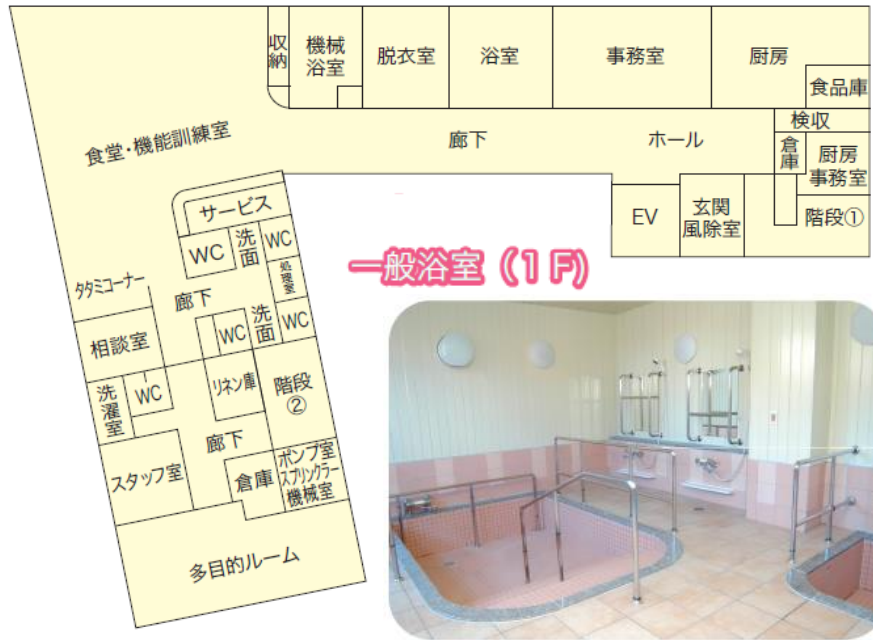 収納
機械
浴室
脱衣室
浴室
事務室
厨房
食品庫
検収
食堂・機能訓練室
廊下
ホール
倉庫
厨房
事務室
EV
玄関
風除室
階段①
サービス
WC
洗面
WC
処理室
一般浴室（1F）
タタミコーナー
廊下
WC
洗面
WC
相談室
洗濯室
WC
リネン庫
階段
②
スタッフ室
廊下
倉庫
ポンプ室
スプリンクラー
機械室
多目的ルーム